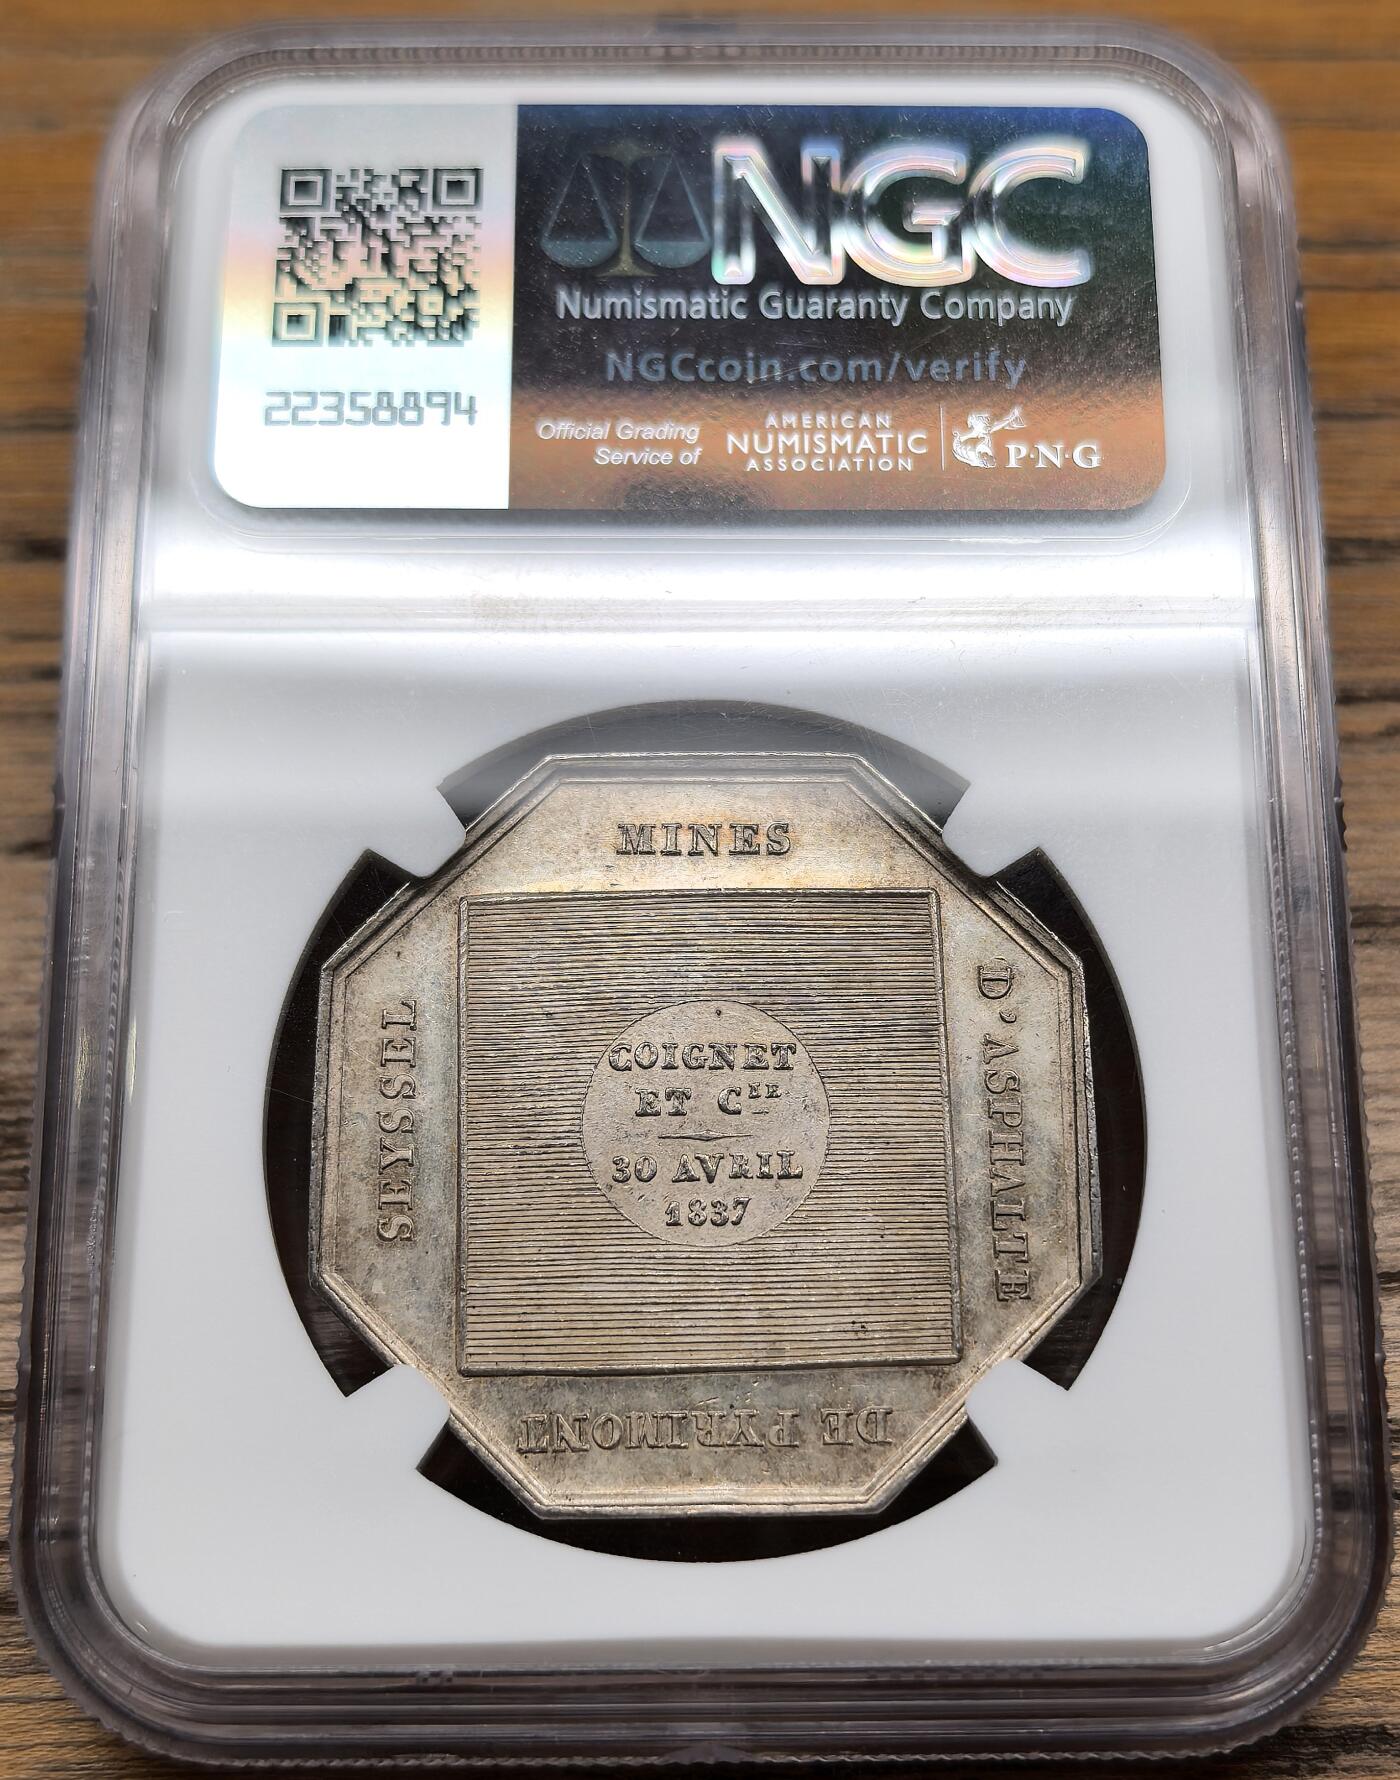 NGC
Numismatic Guaranty Company
NGCcoin.com/verify
22358894
Official Grading
Service of
AMERICAN
NUMISMATIC
ASSOCIATION
P·N·G
MINES
D'ASPHALTE
DE PYRIMONT
SEYSSEL
COIGNET
ET CIE
30 AVRIL
1837